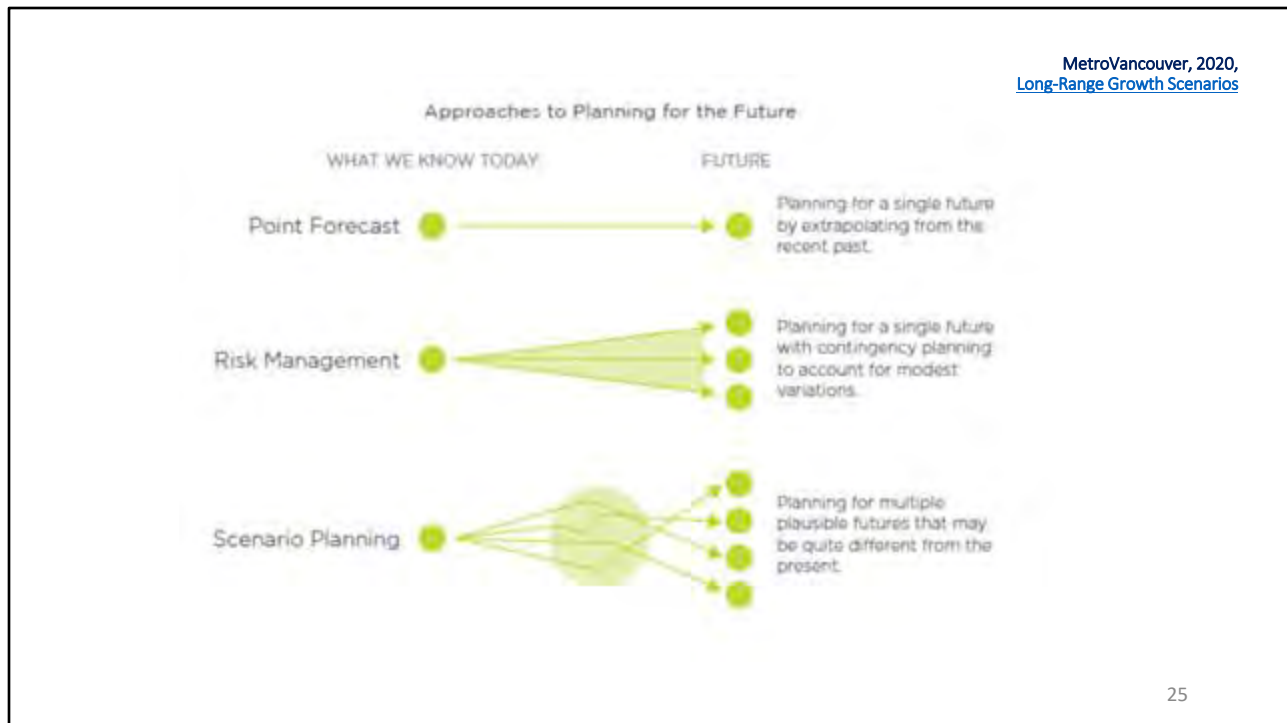 MetroVancouver, 2020,
Long-Range Growth Scenarios
Approaches to Planning for the Future
WHAT WE KNOW TODAY
FUTURE
Point Forecast
Planning for a single future
by extrapolating from the
recent past.
Risk Management
Planning for a single future
with contingency planning
to account for modest
variations.
Scenario Planning
Planning for multiple
plausible futures that may
be quite different from the
present.
25